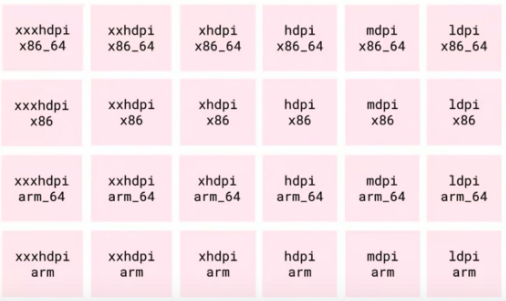 xxxhdpi xxhdpi xhdpi hdpi mdpi ldpi
x86_64 x86_64 x86_64 x86_64 x86_64 x86_64
xxxhdpi xxhdpi xhdpi hdpi mdpi ldpi
x86 x86 x86 x86 x86 x86
xxxhdpi xxhdpi xhdpi hdpi mdpi ldpi
arm_64 arm_64 arm_64 arm_64 arm_64 arm_64
xxxhdpi xxhdpi xhdpi hdpi mdpi ldpi
arm arm arm arm arm arm